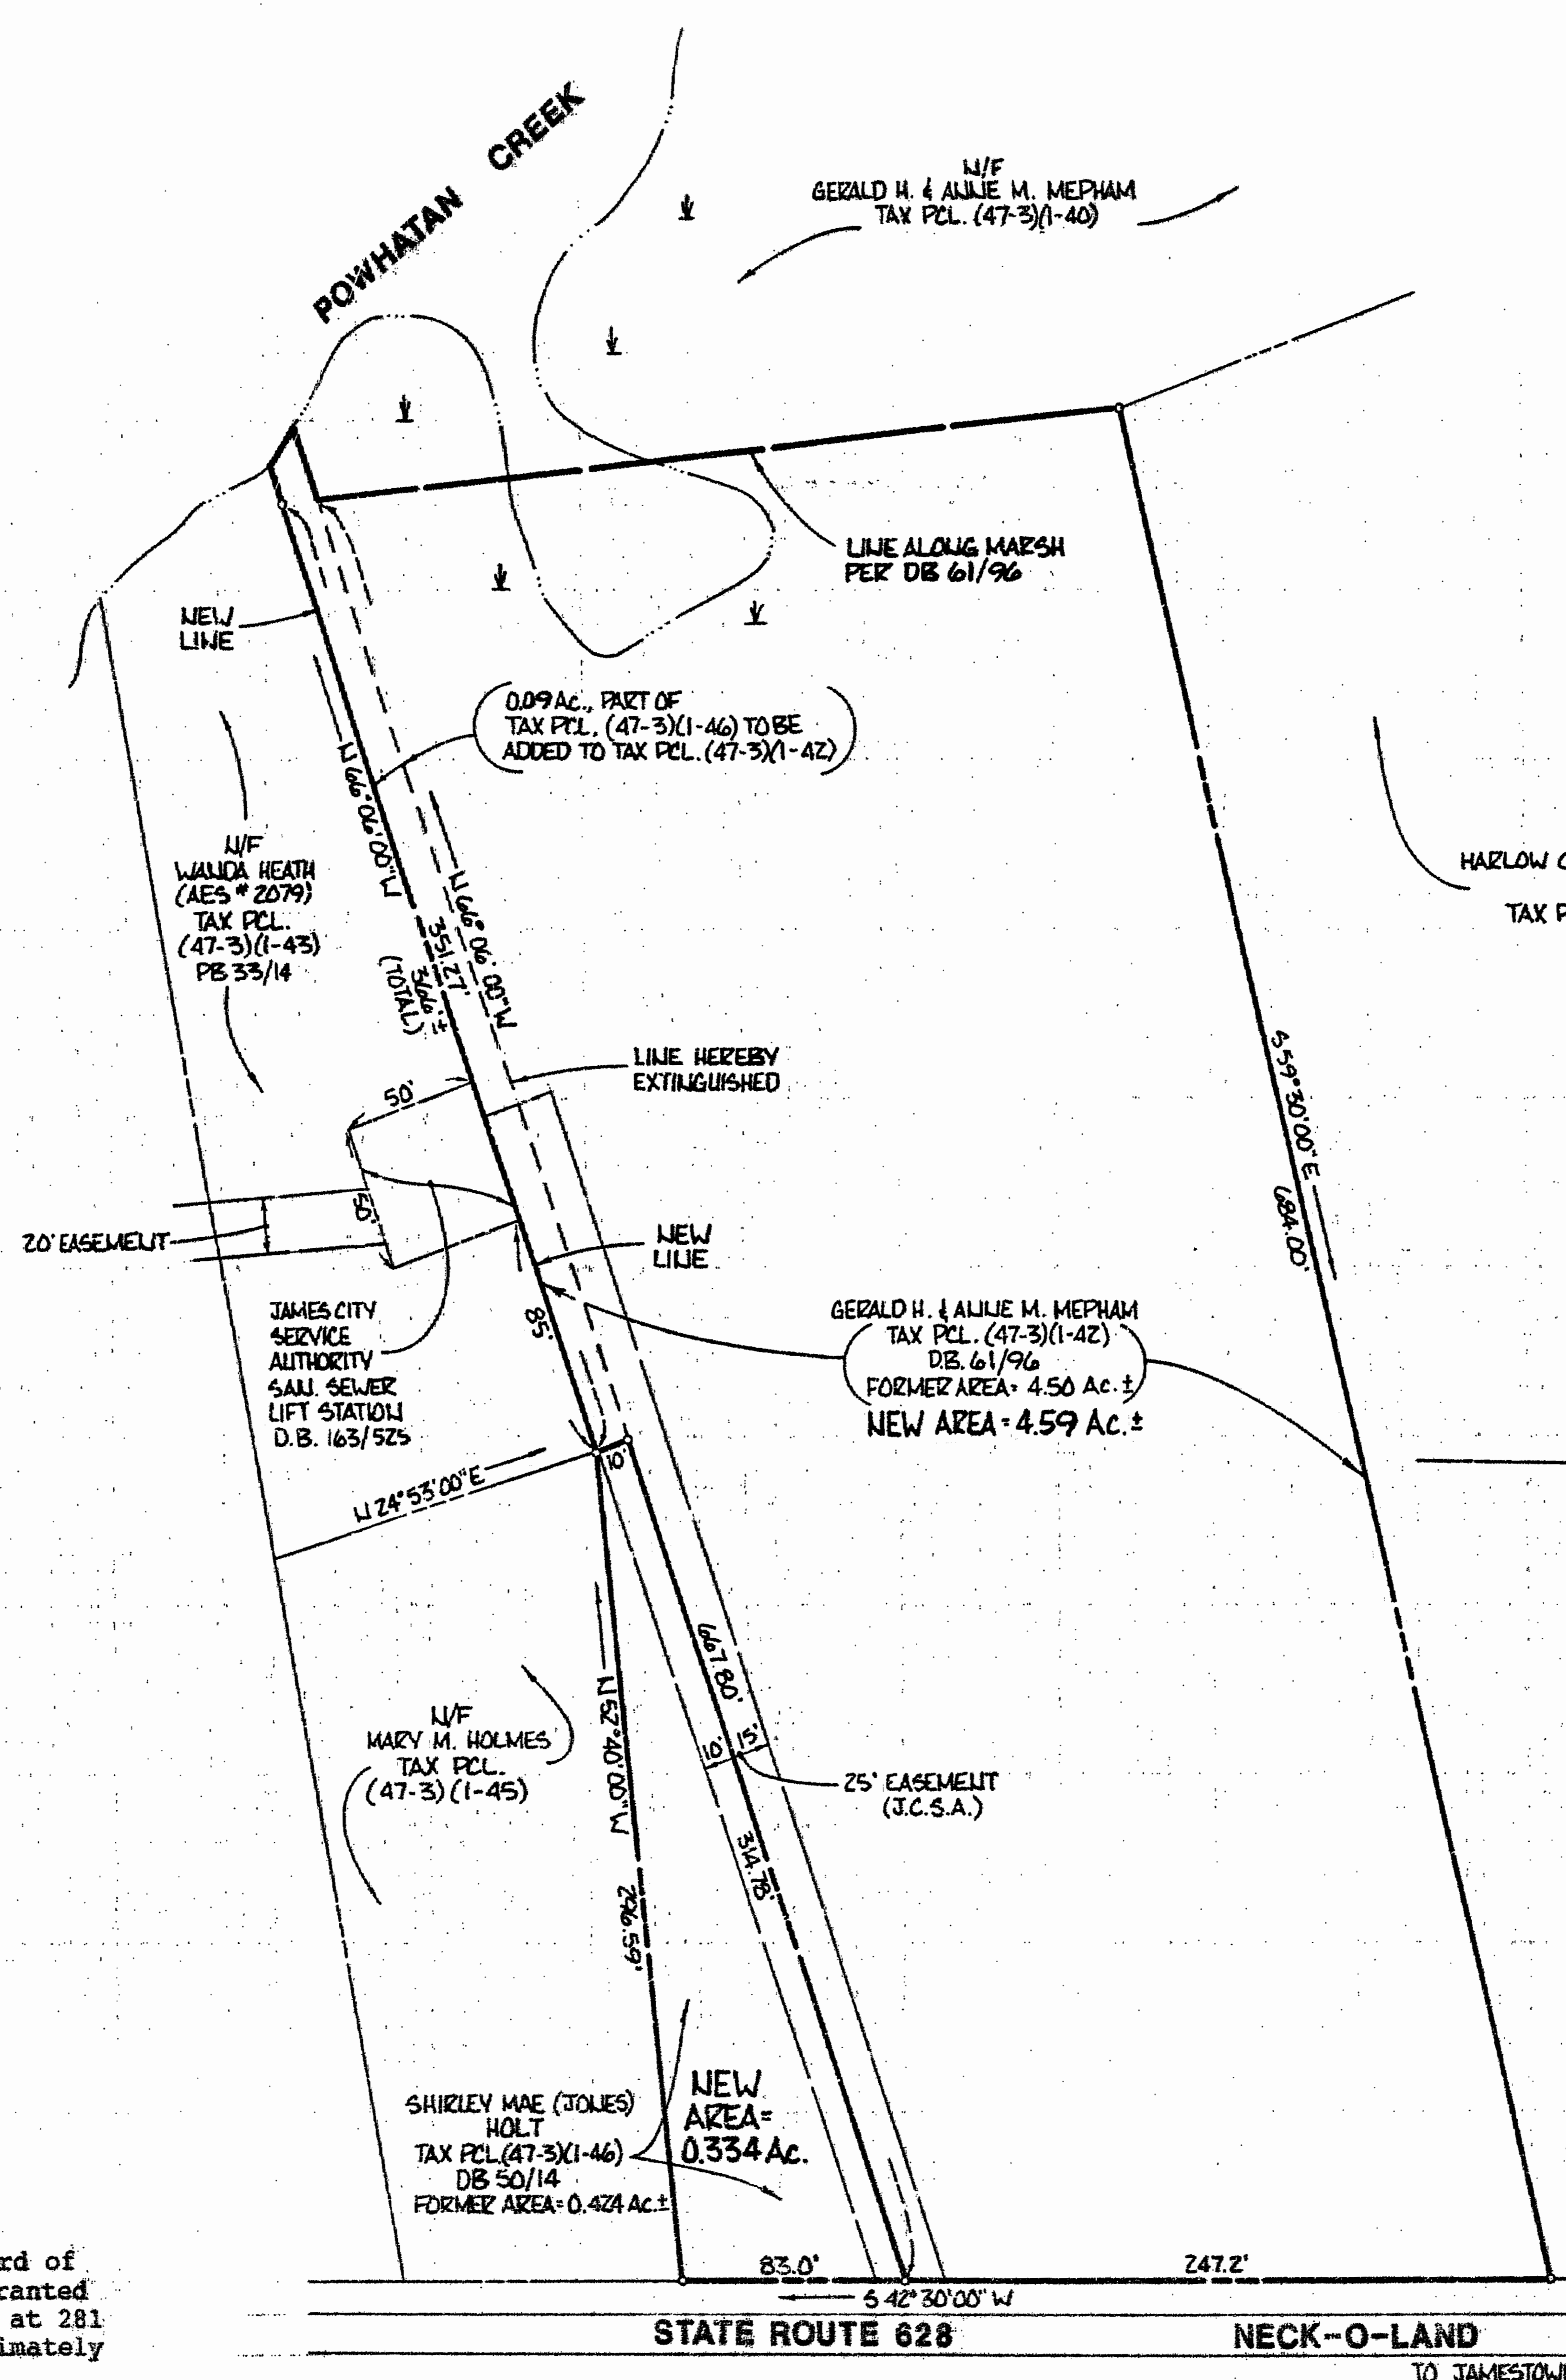 POWHATAN CREEK
N/F
GERALD H. & ANNE M. MEPHAM
TAX PCL. (47-3)(1-40)
LINE ALONG MARSH
PER DB 61/96
NEW
LINE
0.09 AC., PART OF
TAX PCL. (47-3)(1-46) TO BE
ADDED TO TAX PCL. (47-3)(1-42)
N 66°06'00" W
351.27'
366'±
(TOTAL)
N 66°06'00" W
N/F
WANDA HEATH
(AES # 2079)
TAX PCL.
(47-3)(1-43)
PB 33/14
HARLOW
TAX
LINE HEREBY
EXTINGUISHED
50'
50'
S 59°30'00" E
684.00'
20' EASEMENT
NEW
LINE
85'
JAMES CITY
SERVICE
AUTHORITY
SAN. SEWER
LIFT STATION
D.B. 163/525
GERALD H. & ANNE M. MEPHAM
TAX PCL. (47-3)(1-42)
D.B. 61/96
FORMER AREA = 4.50 AC. ±
NEW AREA = 4.59 AC. ±
10'
N 24°53'00" E
667.80'
N 52°40'00" W
296.59'
N/F
MARY M. HOLMES
TAX PCL.
(47-3) (1-45)
10' 15'
25' EASEMENT
(J.C.S.A.)
314.78'
SHIRLEY MAE (JONES)
HOLT
TAX PCL.(47-3)(1-46)
DB 50/14
FORMER AREA = 0.424 AC.±
NEW
AREA =
0.334 AC.
83.0'
247.2'
S 42°30'00" W
rd of
ranted
at 281
imately
STATE ROUTE 628
NECK-O-LAND
TO JAMESTOW